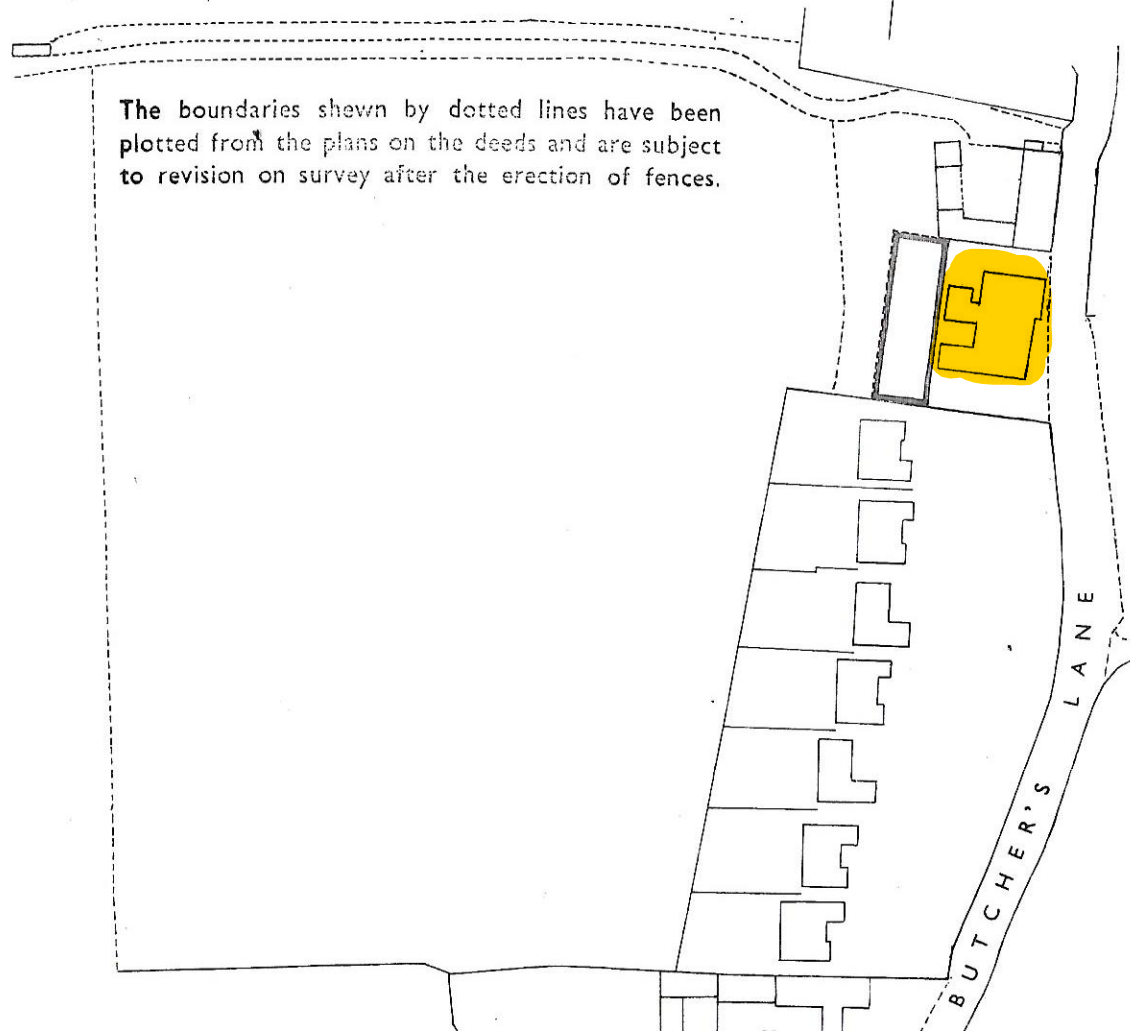 The boundaries shewn by dotted lines have been
plotted from the plans on the deeds and are subject
to revision on survey after the erection of fences.
BUTCHER'S LANE